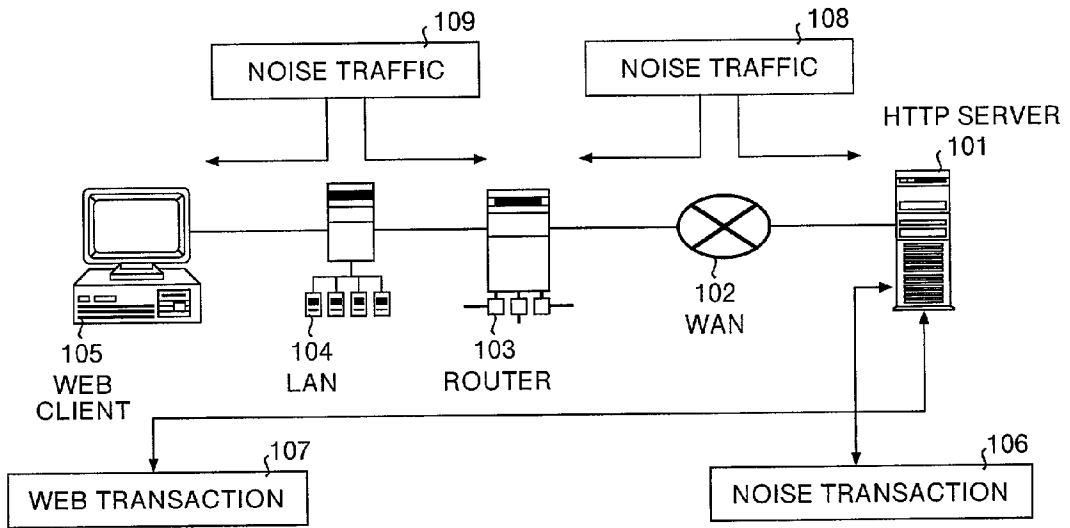 109
NOISE TRAFFIC
108
NOISE TRAFFIC
HTTP SERVER
101
105
WEB
CLIENT
104
LAN
103
ROUTER
102
WAN
107
WEB TRANSACTION
106
NOISE TRANSACTION